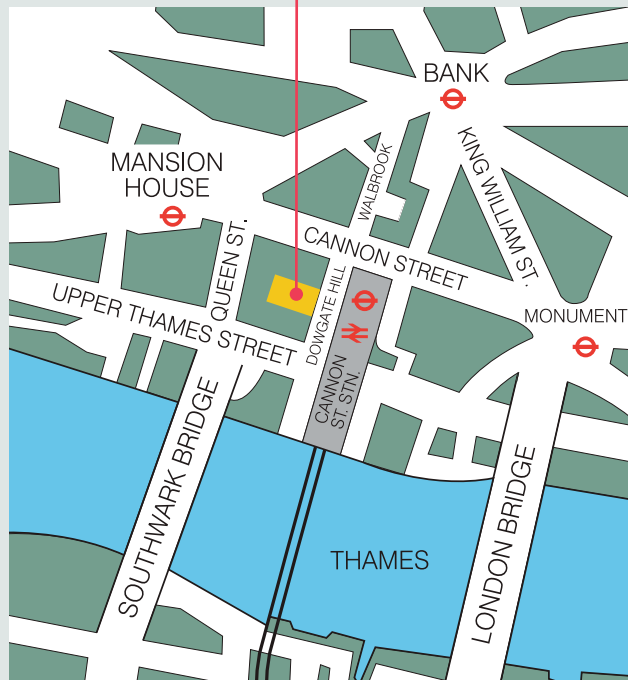 BANK
MANSION
HOUSE
WALBROOK
KING WILLIAM ST.
QUEEN ST.
CANNON STREET
UPPER THAMES STREET
DOWGATE HILL
MONUMENT
CANNON
ST. STN.
SOUTHWARK BRIDGE
THAMES
LONDON BRIDGE